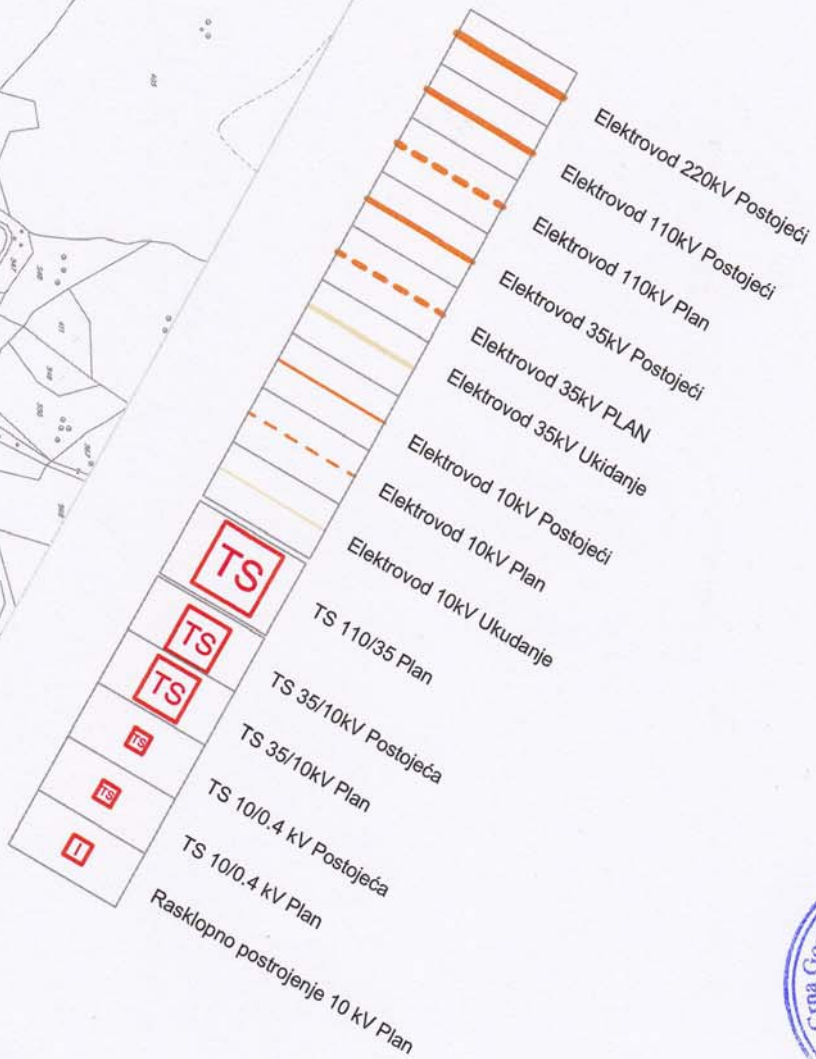 Elektrovod 220kV Postojeći
Elektrovod 110kV Postojeći
Elektrovod 110kV Plan
Elektrovod 35kV Postojeći
Elektrovod 35kV PLAN
Elektrovod 35kV Ukidanje
Elektrovod 10kV Postojeći
Elektrovod 10kV Plan
Elektrovod 10kV Ukudanje
TS
TS 110/35 Plan
TS
TS 35/10kV Postojeća
TS
TS 35/10kV Plan
TS
TS 10/0.4 kV Postojeća
TS
TS 10/0.4 kV Plan
I
Rasklopno postrojenje 10 kV Plan